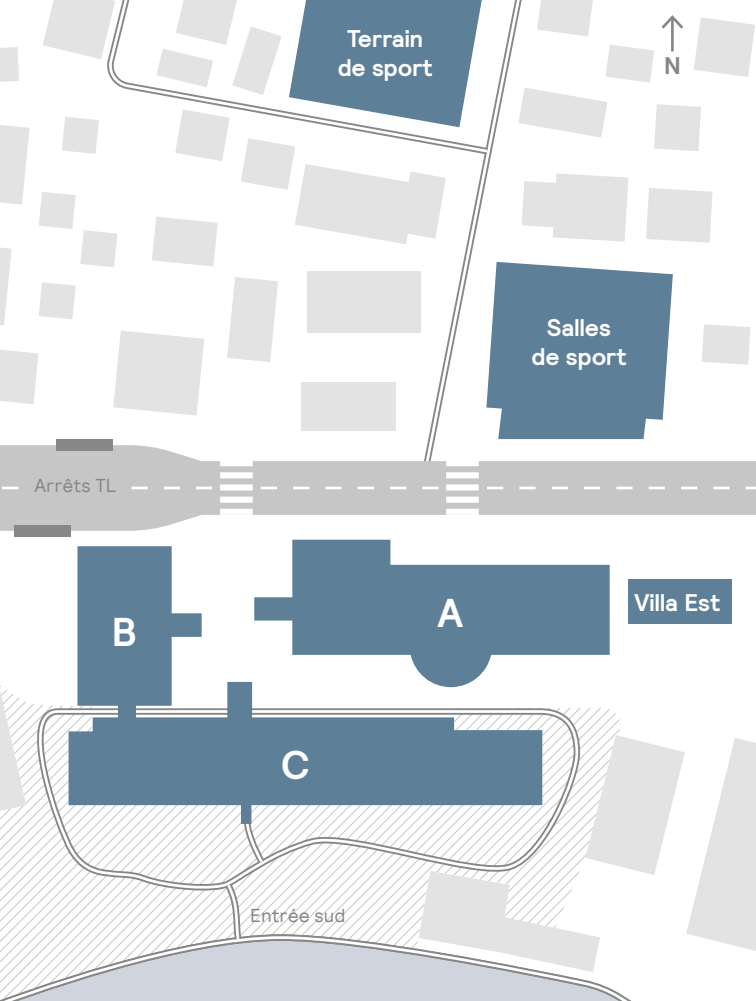 Terrain
de sport
N
Salles
de sport
Arrêts TL
B
A
Villa Est
C
Entrée sud